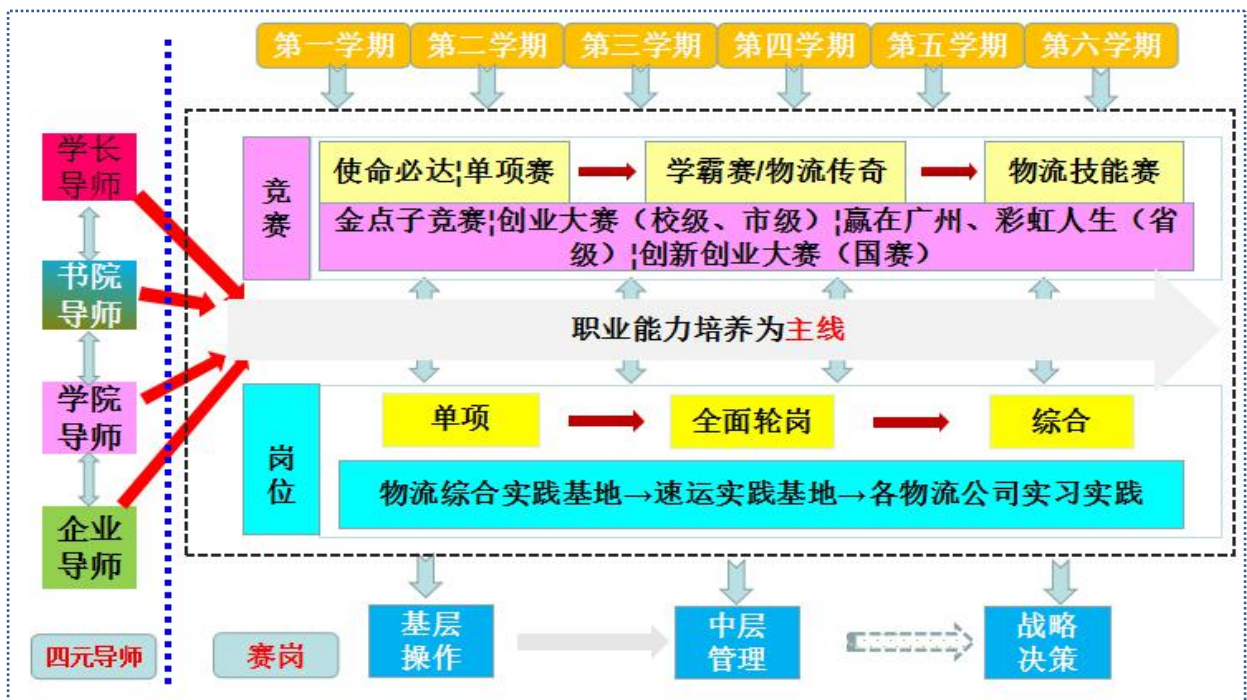 第一学期 第二学期 第三学期 第四学期 第五学期 第六学期
学长
导师
书院
导师
学院
导师
企业
导师
四元导师
竞
赛
使命必达¦单项赛
学霸赛/物流传奇
物流技能赛
金点子竞赛¦创业大赛（校级、市级）¦赢在广州、彩虹人生（省
级）¦创新创业大赛（国赛）
职业能力培养为主线
岗
位
单项
全面轮岗
综合
物流综合实践基地→速运实践基地→各物流公司实习实践
赛岗
基层
操作
中层
管理
战略
决策